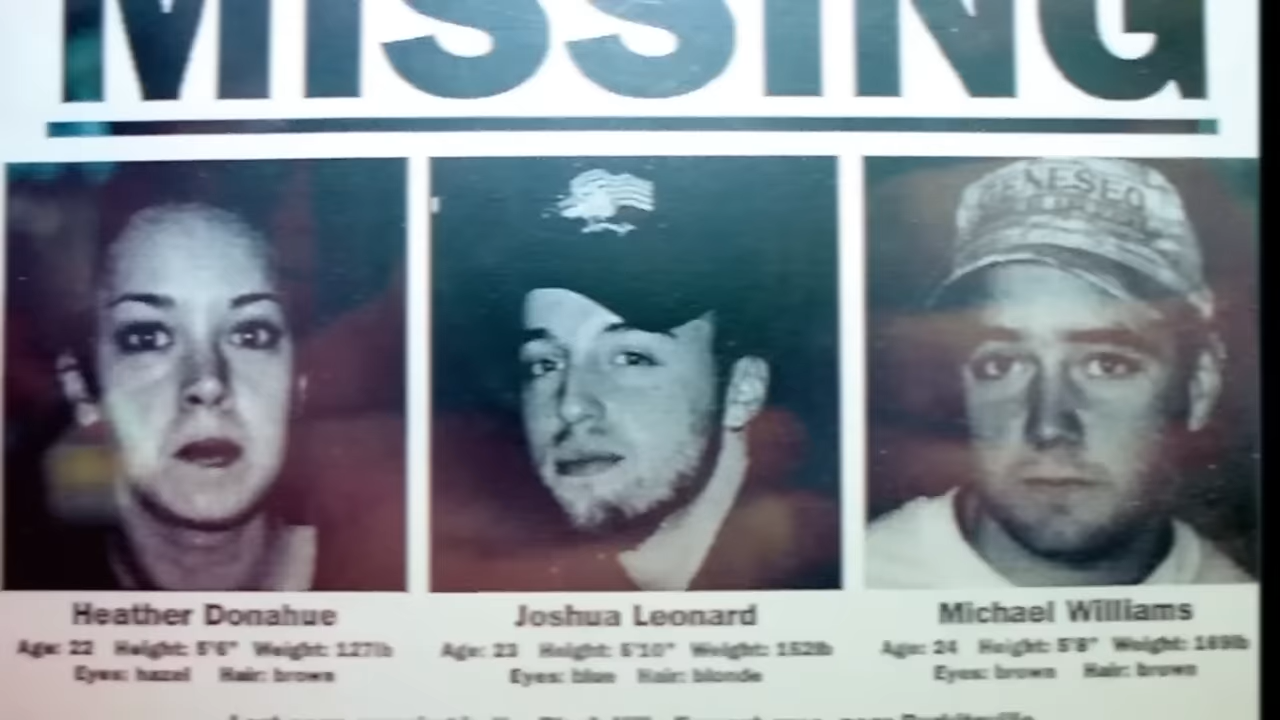 MISSING
GENESEO
Heather Donahue
Joshua Leonard
Michael Williams
Age: 22 Height: 5'6" Weight: 127lb
Age: 23 Height: 5'10" Weight: 152lb
Age: 24 Height: 5'8" Weight: 169lb
Eyes: hazel Hair: brown
Eyes: blue Hair: blonde
Eyes: brown Hair: brown